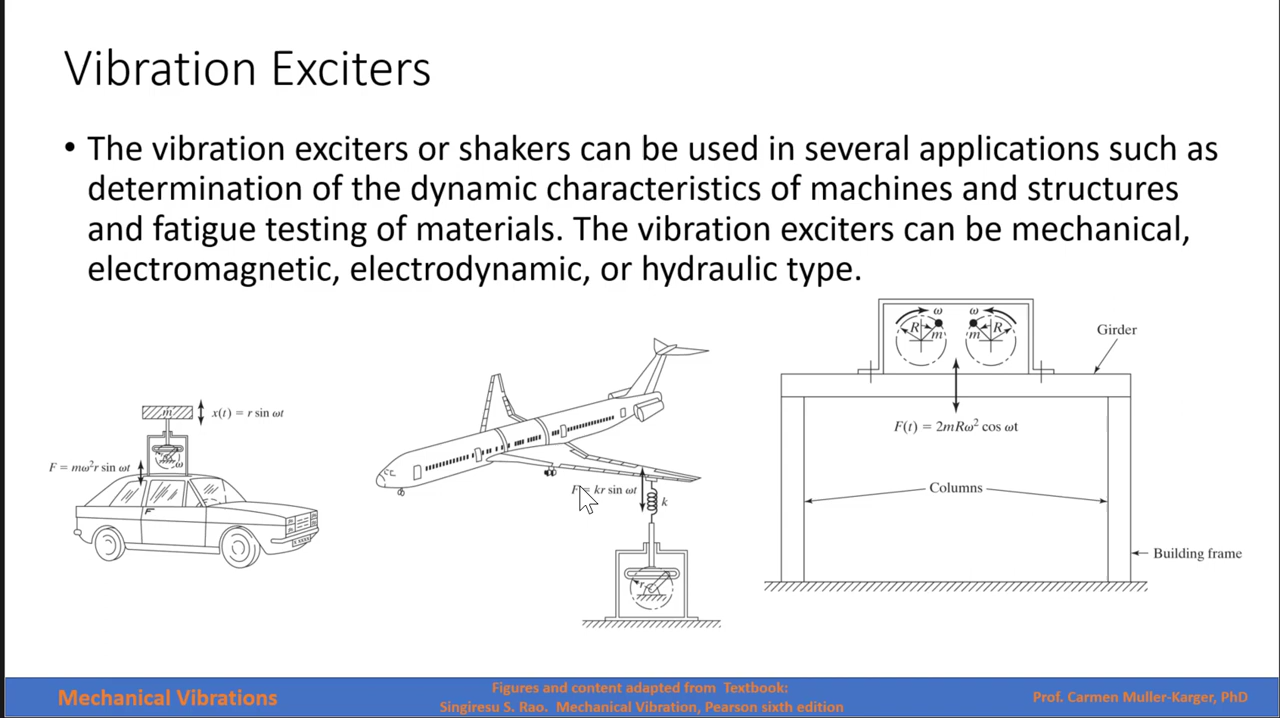 Vibration Exciters
• The vibration exciters or shakers can be used in several applications such as
determination of the dynamic characteristics of machines and structures
and fatigue testing of materials. The vibration exciters can be mechanical,
electromagnetic, electrodynamic, or hydraulic type.
m
x(t) = r sin ωt
F = mω²r sin ωt
ω
F
F = kr sin ωt
k
r
ω ω
R R
m m
Girder
F(t) = 2mRω² cos ωt
Columns
Building frame
Mechanical Vibrations
Figures and content adapted from Textbook:
Singiresu S. Rao. Mechanical Vibration, Pearson sixth edition
Prof. Carmen Muller-Karger, PhD